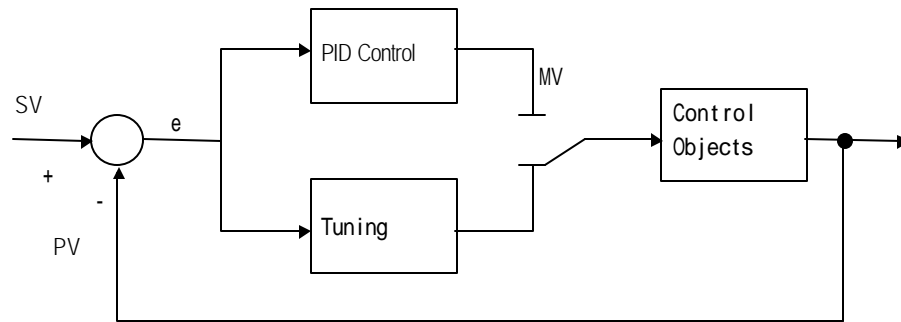 PID Control
MV
SV
e
Control
Objects
+
-
Tuning
PV